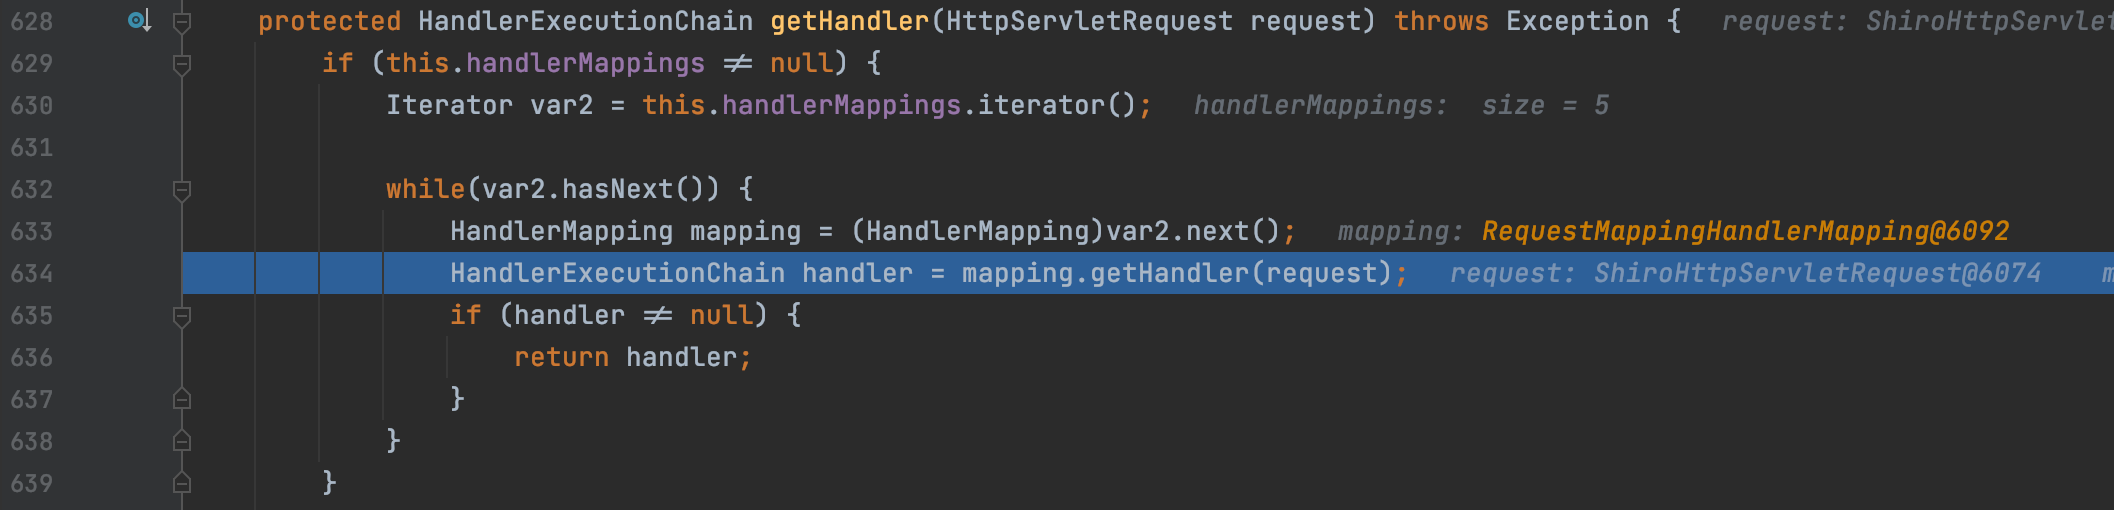 628 protected HandlerExecutionChain getHandler(HttpServletRequest request) throws Exception { request: ShiroHttpServlet
629 if (this.handlerMappings ≠ null) {
630 Iterator var2 = this.handlerMappings.iterator(); handlerMappings: size = 5
631
632 while(var2.hasNext()) {
633 HandlerMapping mapping = (HandlerMapping)var2.next(); mapping: RequestMappingHandlerMapping@6092
634 HandlerExecutionChain handler = mapping.getHandler(request); request: ShiroHttpServletRequest@6074 m
635 if (handler ≠ null) {
636 return handler;
637 }
638 }
639 }